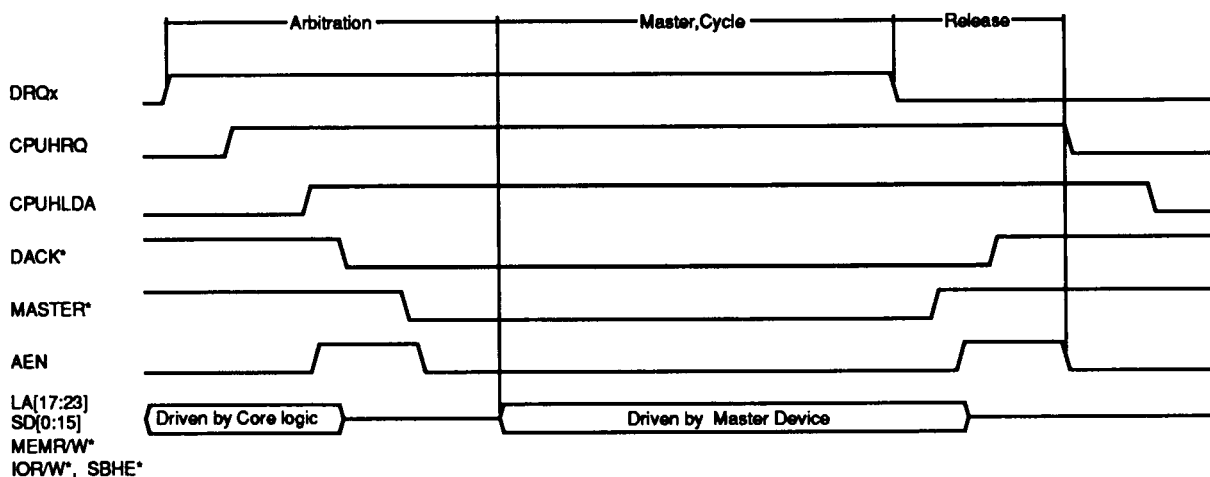 Arbitration Master,Cycle Release
DRQx
CPUHRQ
CPUHLDA
DACK*
MASTER*
AEN
LA[17:23]
SD[0:15] Driven by Core logic Driven by Master Device
MEMR/W*
IOR/W*, SBHE*